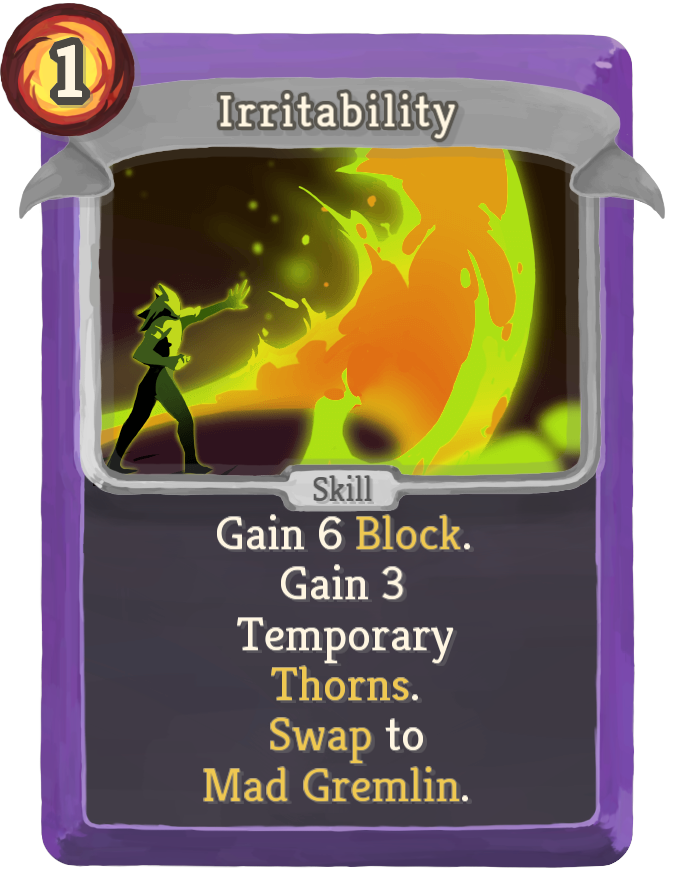 1
Irritability
Skill
Gain 6 Block.
Gain 3
Temporary
Thorns.
Swap to
Mad Gremlin.